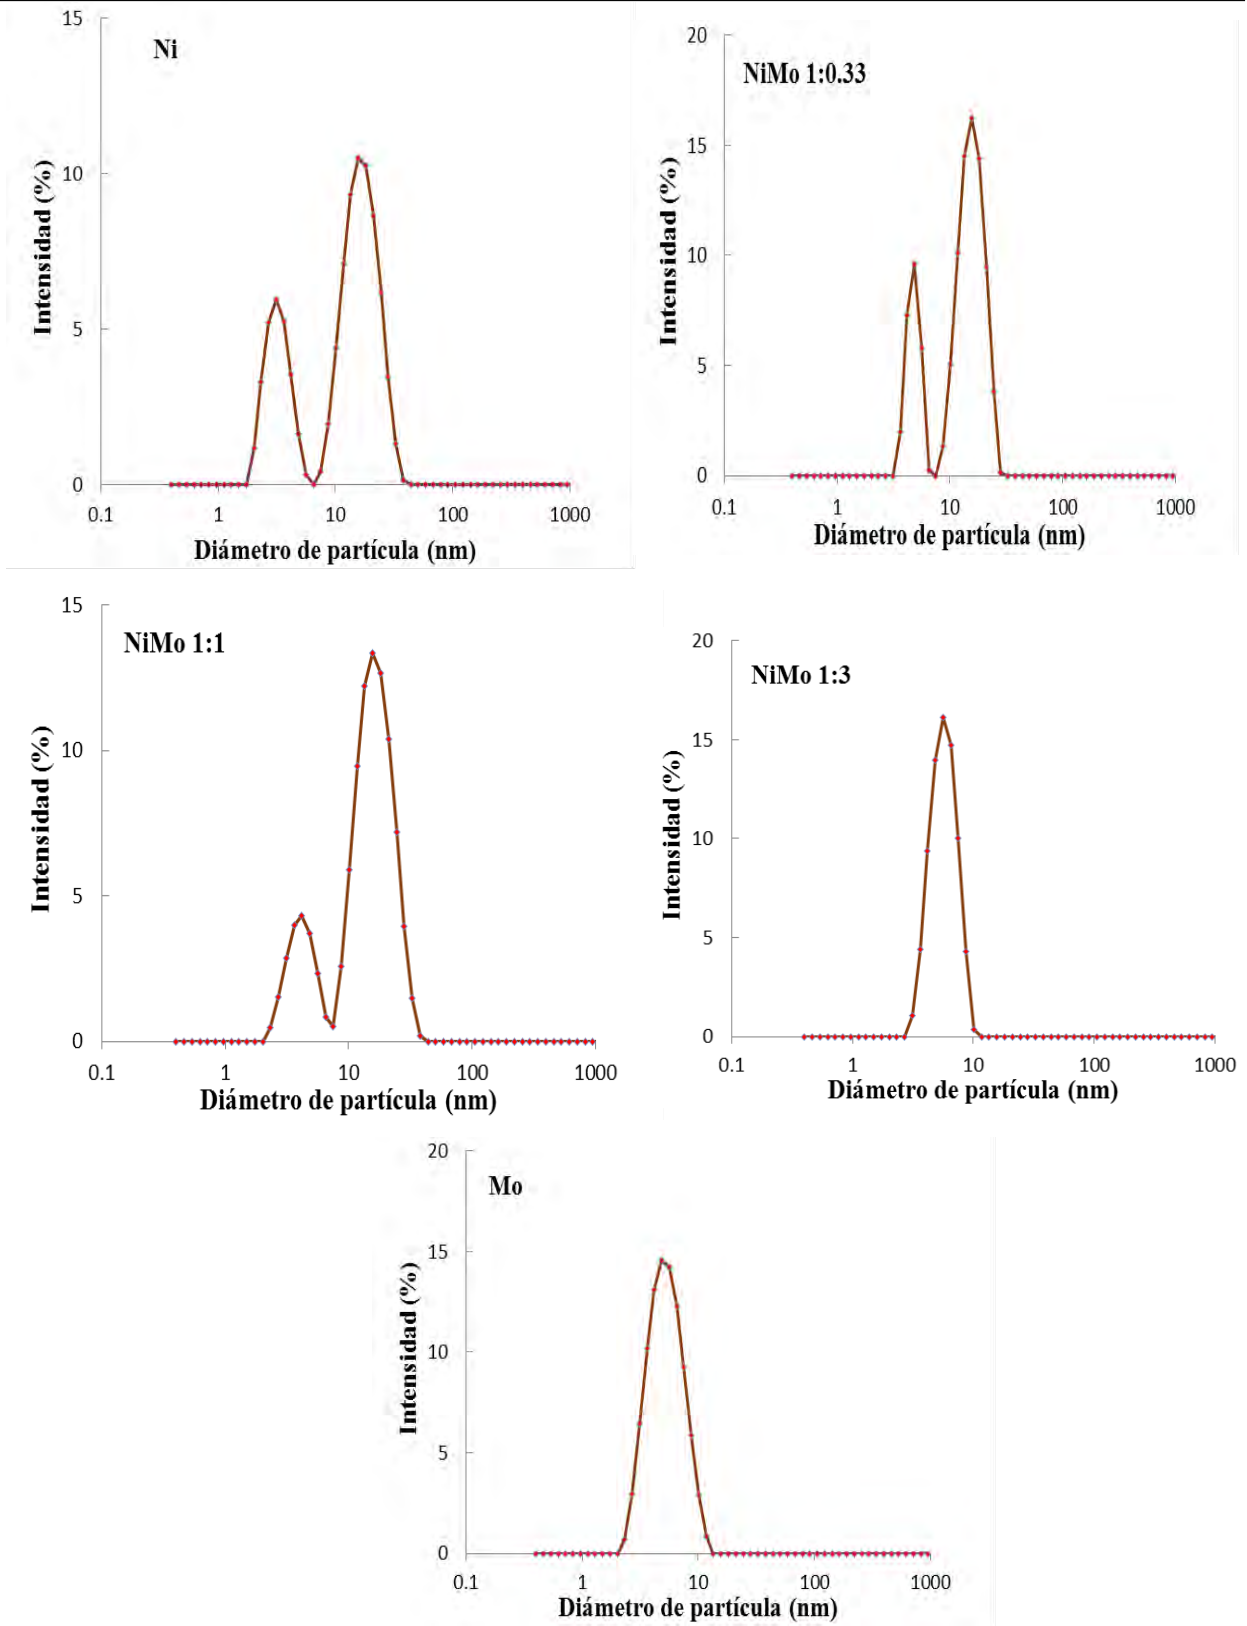 Ni
15
10
5
0
0.1 1 10 100 1000
Intensidad (%)
Diámetro de partícula (nm)
NiMo 1:0.33
20
15
10
5
0
0.1 1 10 100 1000
Intensidad (%)
Diámetro de partícula (nm)
NiMo 1:1
15
10
5
0
0.1 1 10 100 1000
Intensidad (%)
Diámetro de partícula (nm)
NiMo 1:3
20
15
10
5
0
0.1 1 10 100 1000
Intensidad (%)
Diámetro de partícula (nm)
Mo
20
15
10
5
0
0.1 1 10 100 1000
Intensidad (%)
Diámetro de partícula (nm)